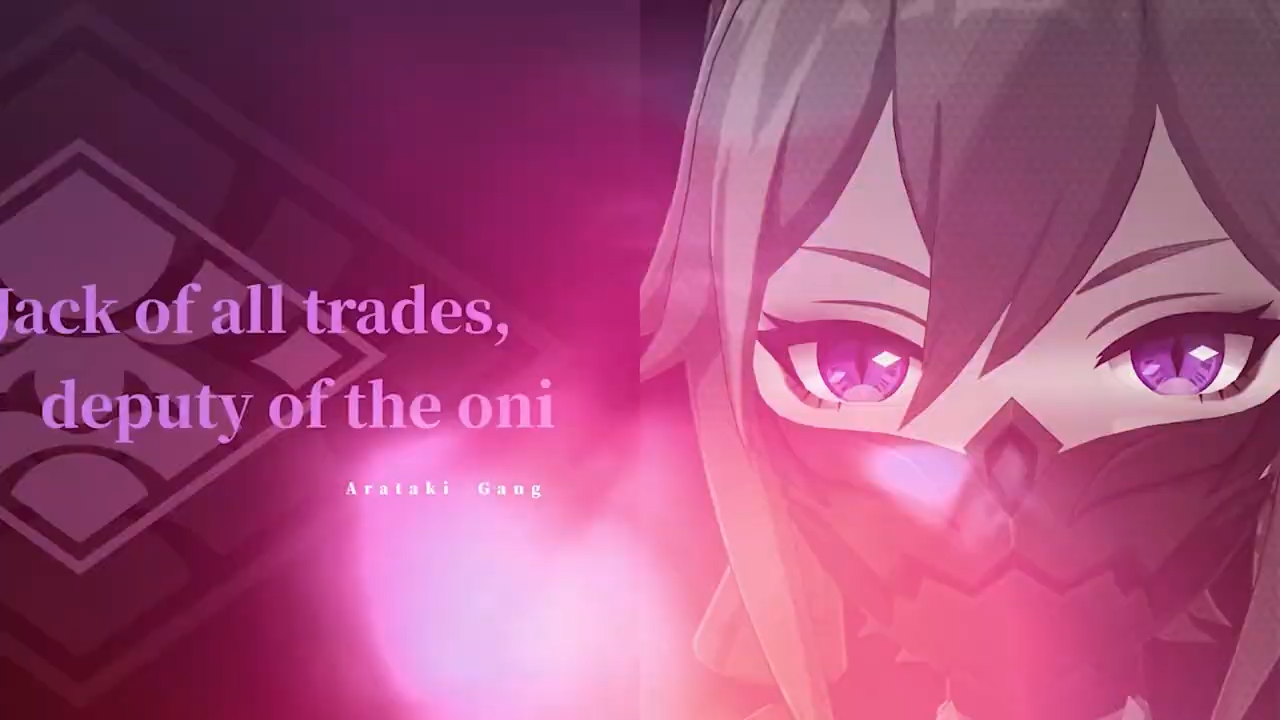 Jack of all trades,
deputy of the oni
Arataki Gang